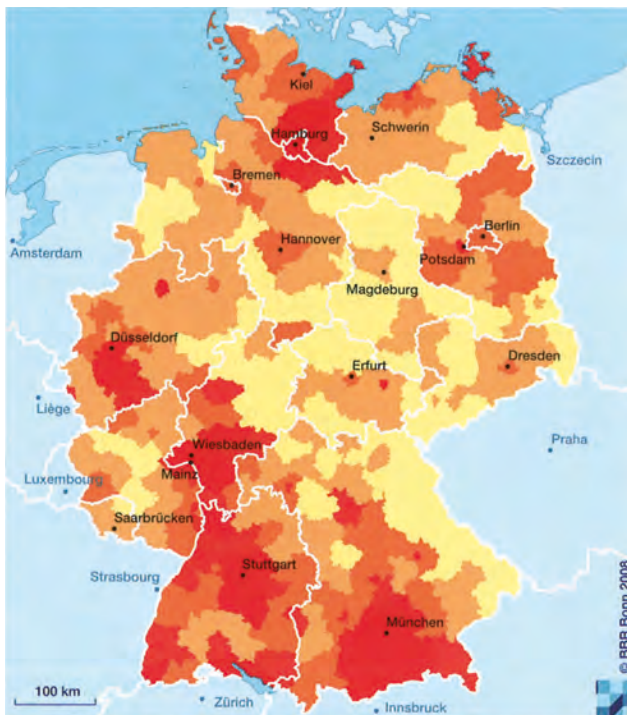 Kiel
Hamburg
Schwerin
Szczecin
Bremen
Amsterdam
Hannover
Berlin
Potsdam
Magdeburg
Düsseldorf
Erfurt
Dresden
Liège
Wiesbaden
Praha
Mainz
Luxembourg
Saarbrücken
Strasbourg
Stuttgart
München
100 km
Zürich
Innsbruck
© BBR Bonn 2008